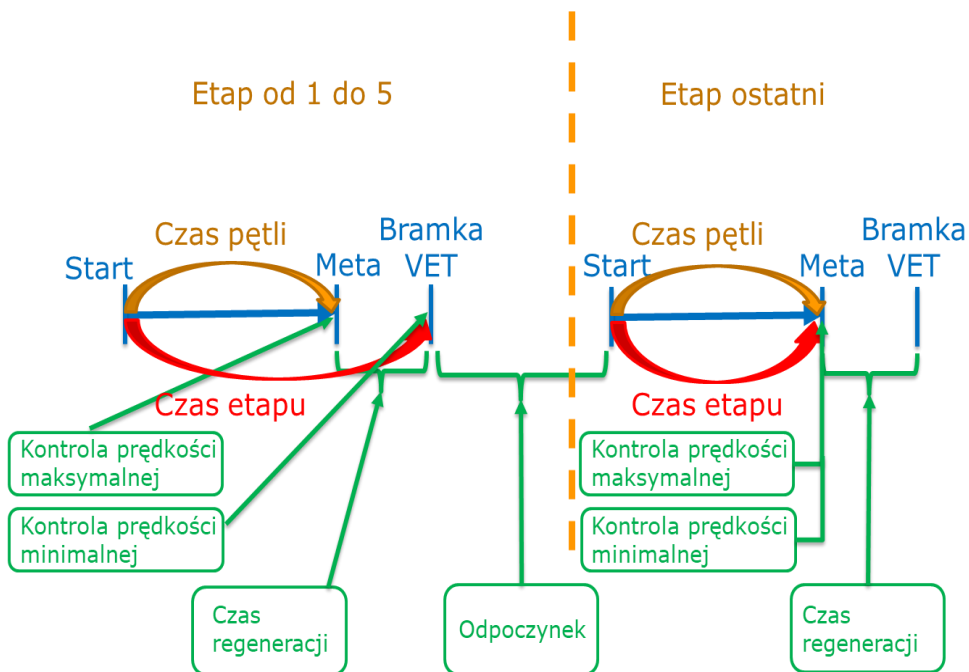 Etap od 1 do 5
Etap ostatni
Start
Czas pętli
Meta
Bramka
VET
Czas etapu
Kontrola prędkości
maksymalnej
Kontrola prędkości
minimalnej
Czas
regeneracji
Odpoczynek
Start
Czas pętli
Meta
Bramka
VET
Czas etapu
Kontrola prędkości
maksymalnej
Kontrola prędkości
minimalnej
Czas
regeneracji